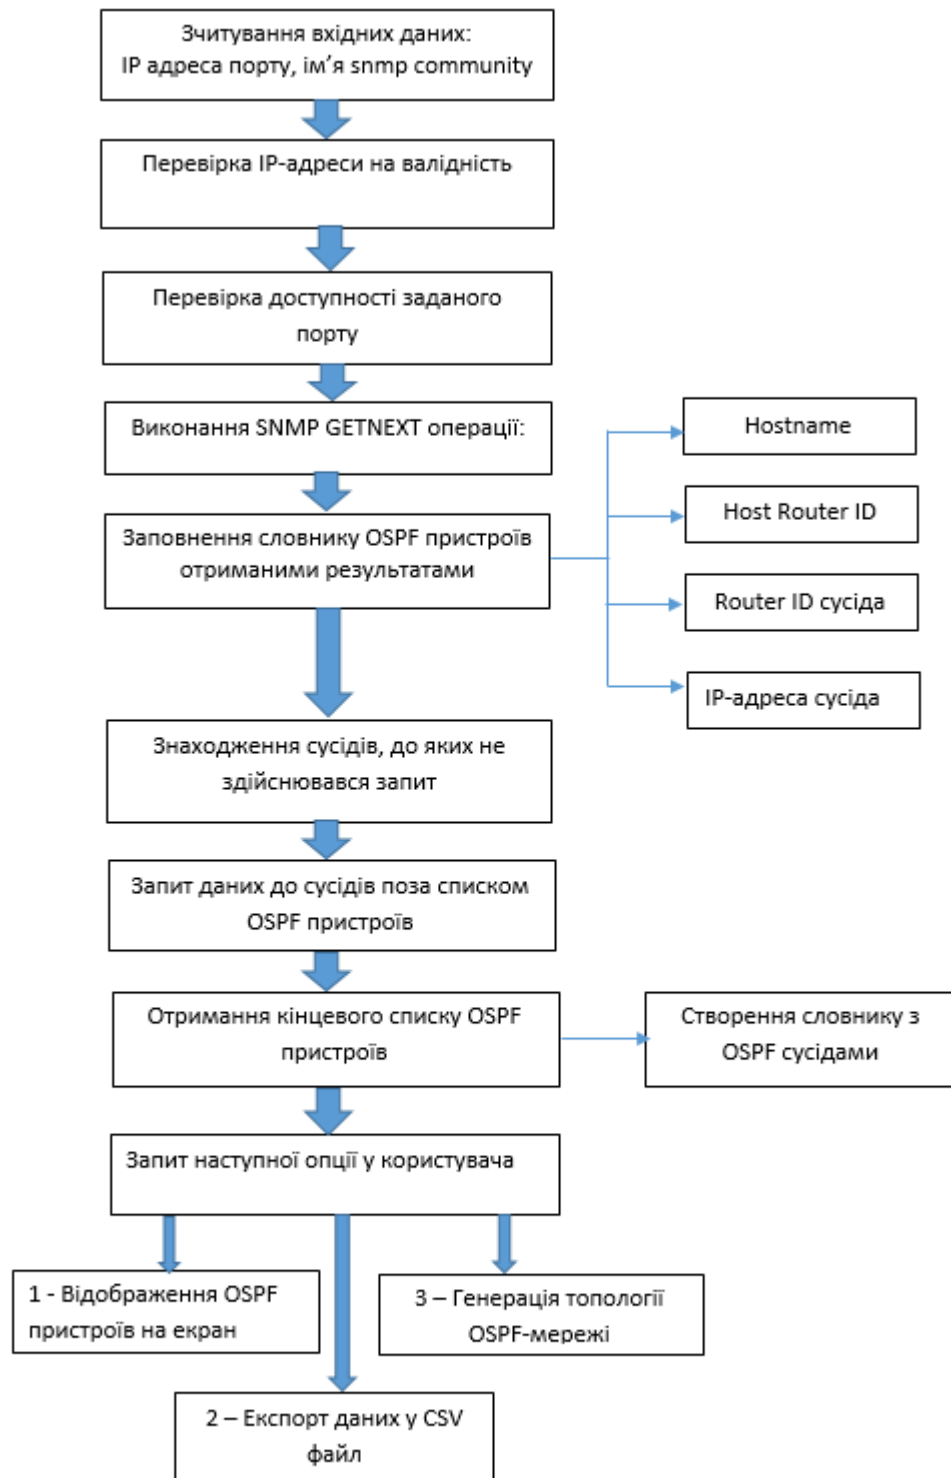 Зчитування вхідних даних:
IP адреса порту, ім’я snmp community
Перевірка IP-адреси на валідність
Перевірка доступності заданого
порту
Виконання SNMP GETNEXT операції:
Заповнення словнику OSPF пристроїв
отриманими результатами
Hostname
Host Router ID
Router ID сусіда
IP-адреса сусіда
Знаходження сусідів, до яких не
здійснювався запит
Запит даних до сусідів поза списком
OSPF пристроїв
Отримання кінцевого списку OSPF
пристроїв
Створення словнику з
OSPF сусідами
Запит наступної опції у користувача
1 - Відображення OSPF
пристроїв на екран
3 – Генерація топології
OSPF-мережі
2 – Експорт даних у CSV
файл